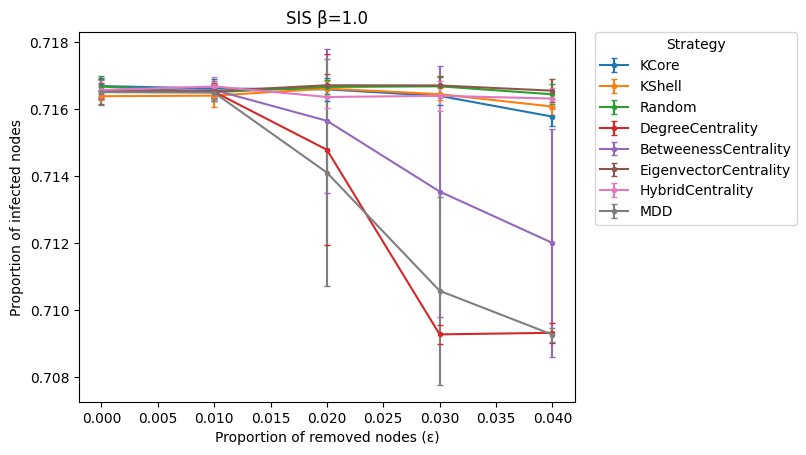 SIS β=1.0
Proportion of infected nodes
0.718
0.716
0.714
0.712
0.710
0.708
0.000 0.005 0.010 0.015 0.020 0.025 0.030 0.035 0.040
Proportion of removed nodes (ε)
Strategy
KCore
KShell
Random
DegreeCentrality
BetweenessCentrality
EigenvectorCentrality
HybridCentrality
MDD